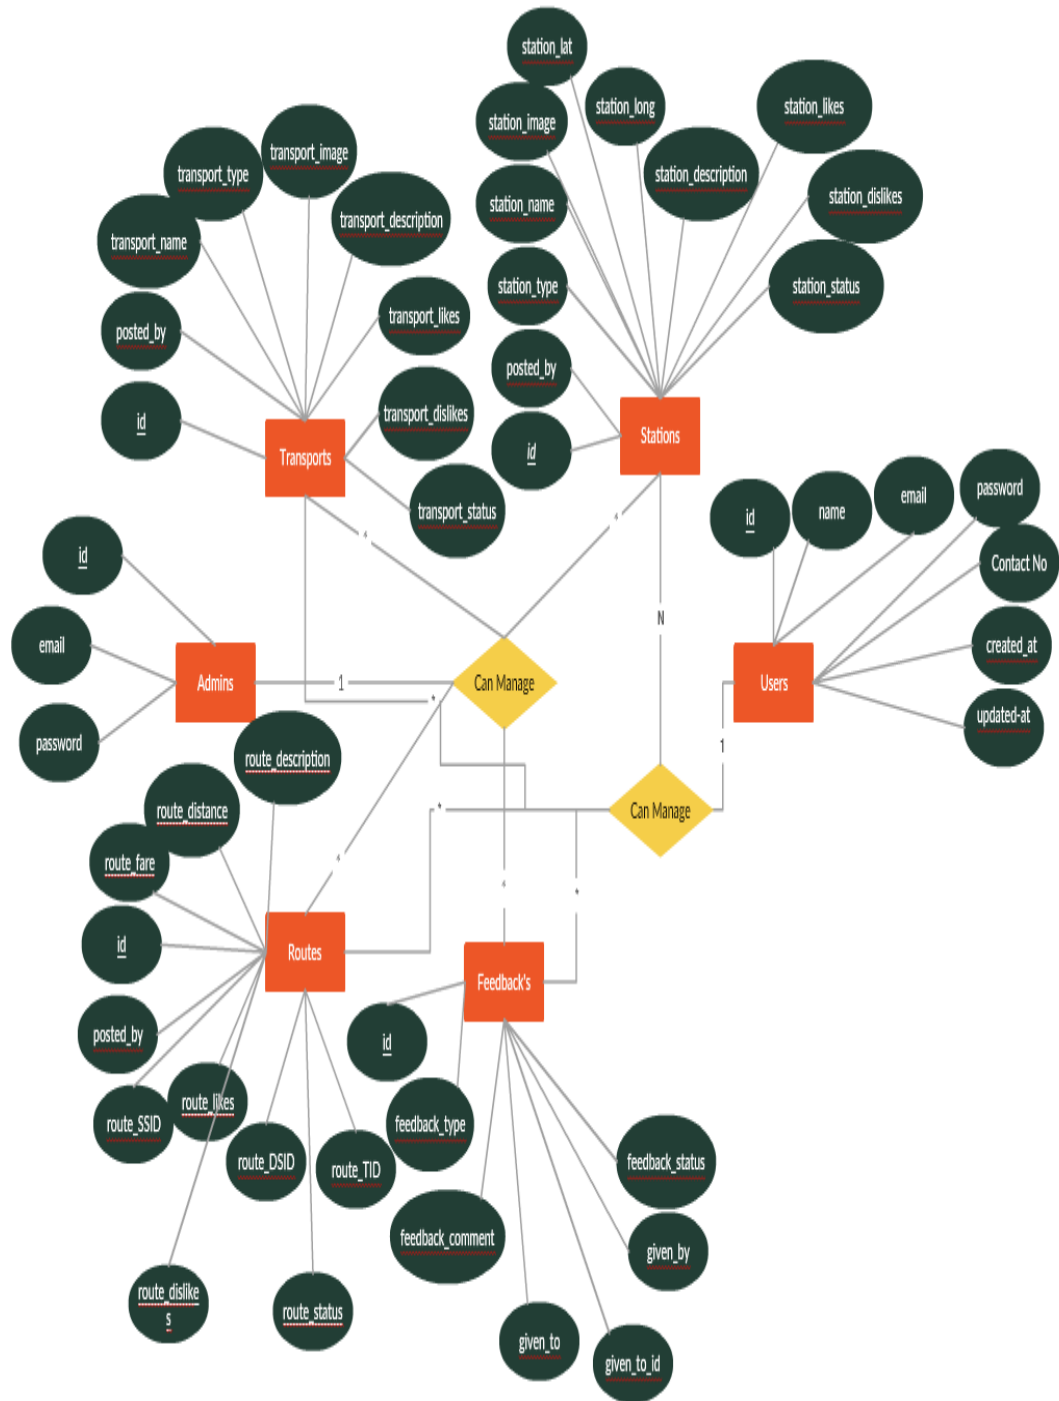 station_lat
station_image
station_long
station_likes
station_name
station_description
station_dislikes
station_type
station_status
posted_by
id
Stations
transport_image
transport_type
transport_description
transport_name
posted_by
transport_likes
id
transport_dislikes
Transports
transport_status
id
name
email
password
Contact No
created_at
updated-at
Users
id
email
password
Admins
1
Can Manage
N
*
1
Can Manage
*
*
route_description
route_distance
route_fare
id
Routes
posted_by
route_SSID
route_likes
route_DSID
route_TID
route_dislike
s
route_status
Feedback's
id
feedback_type
feedback_comment
feedback_status
given_by
given_to
given_to_id